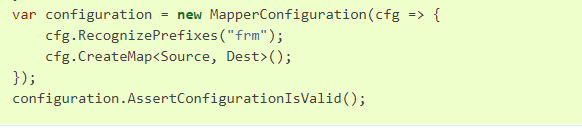 var configuration = new MapperConfiguration(cfg => {
    cfg.RecognizePrefixes("frm");
    cfg.CreateMap<Source, Dest>();
});
configuration.AssertConfigurationIsValid();